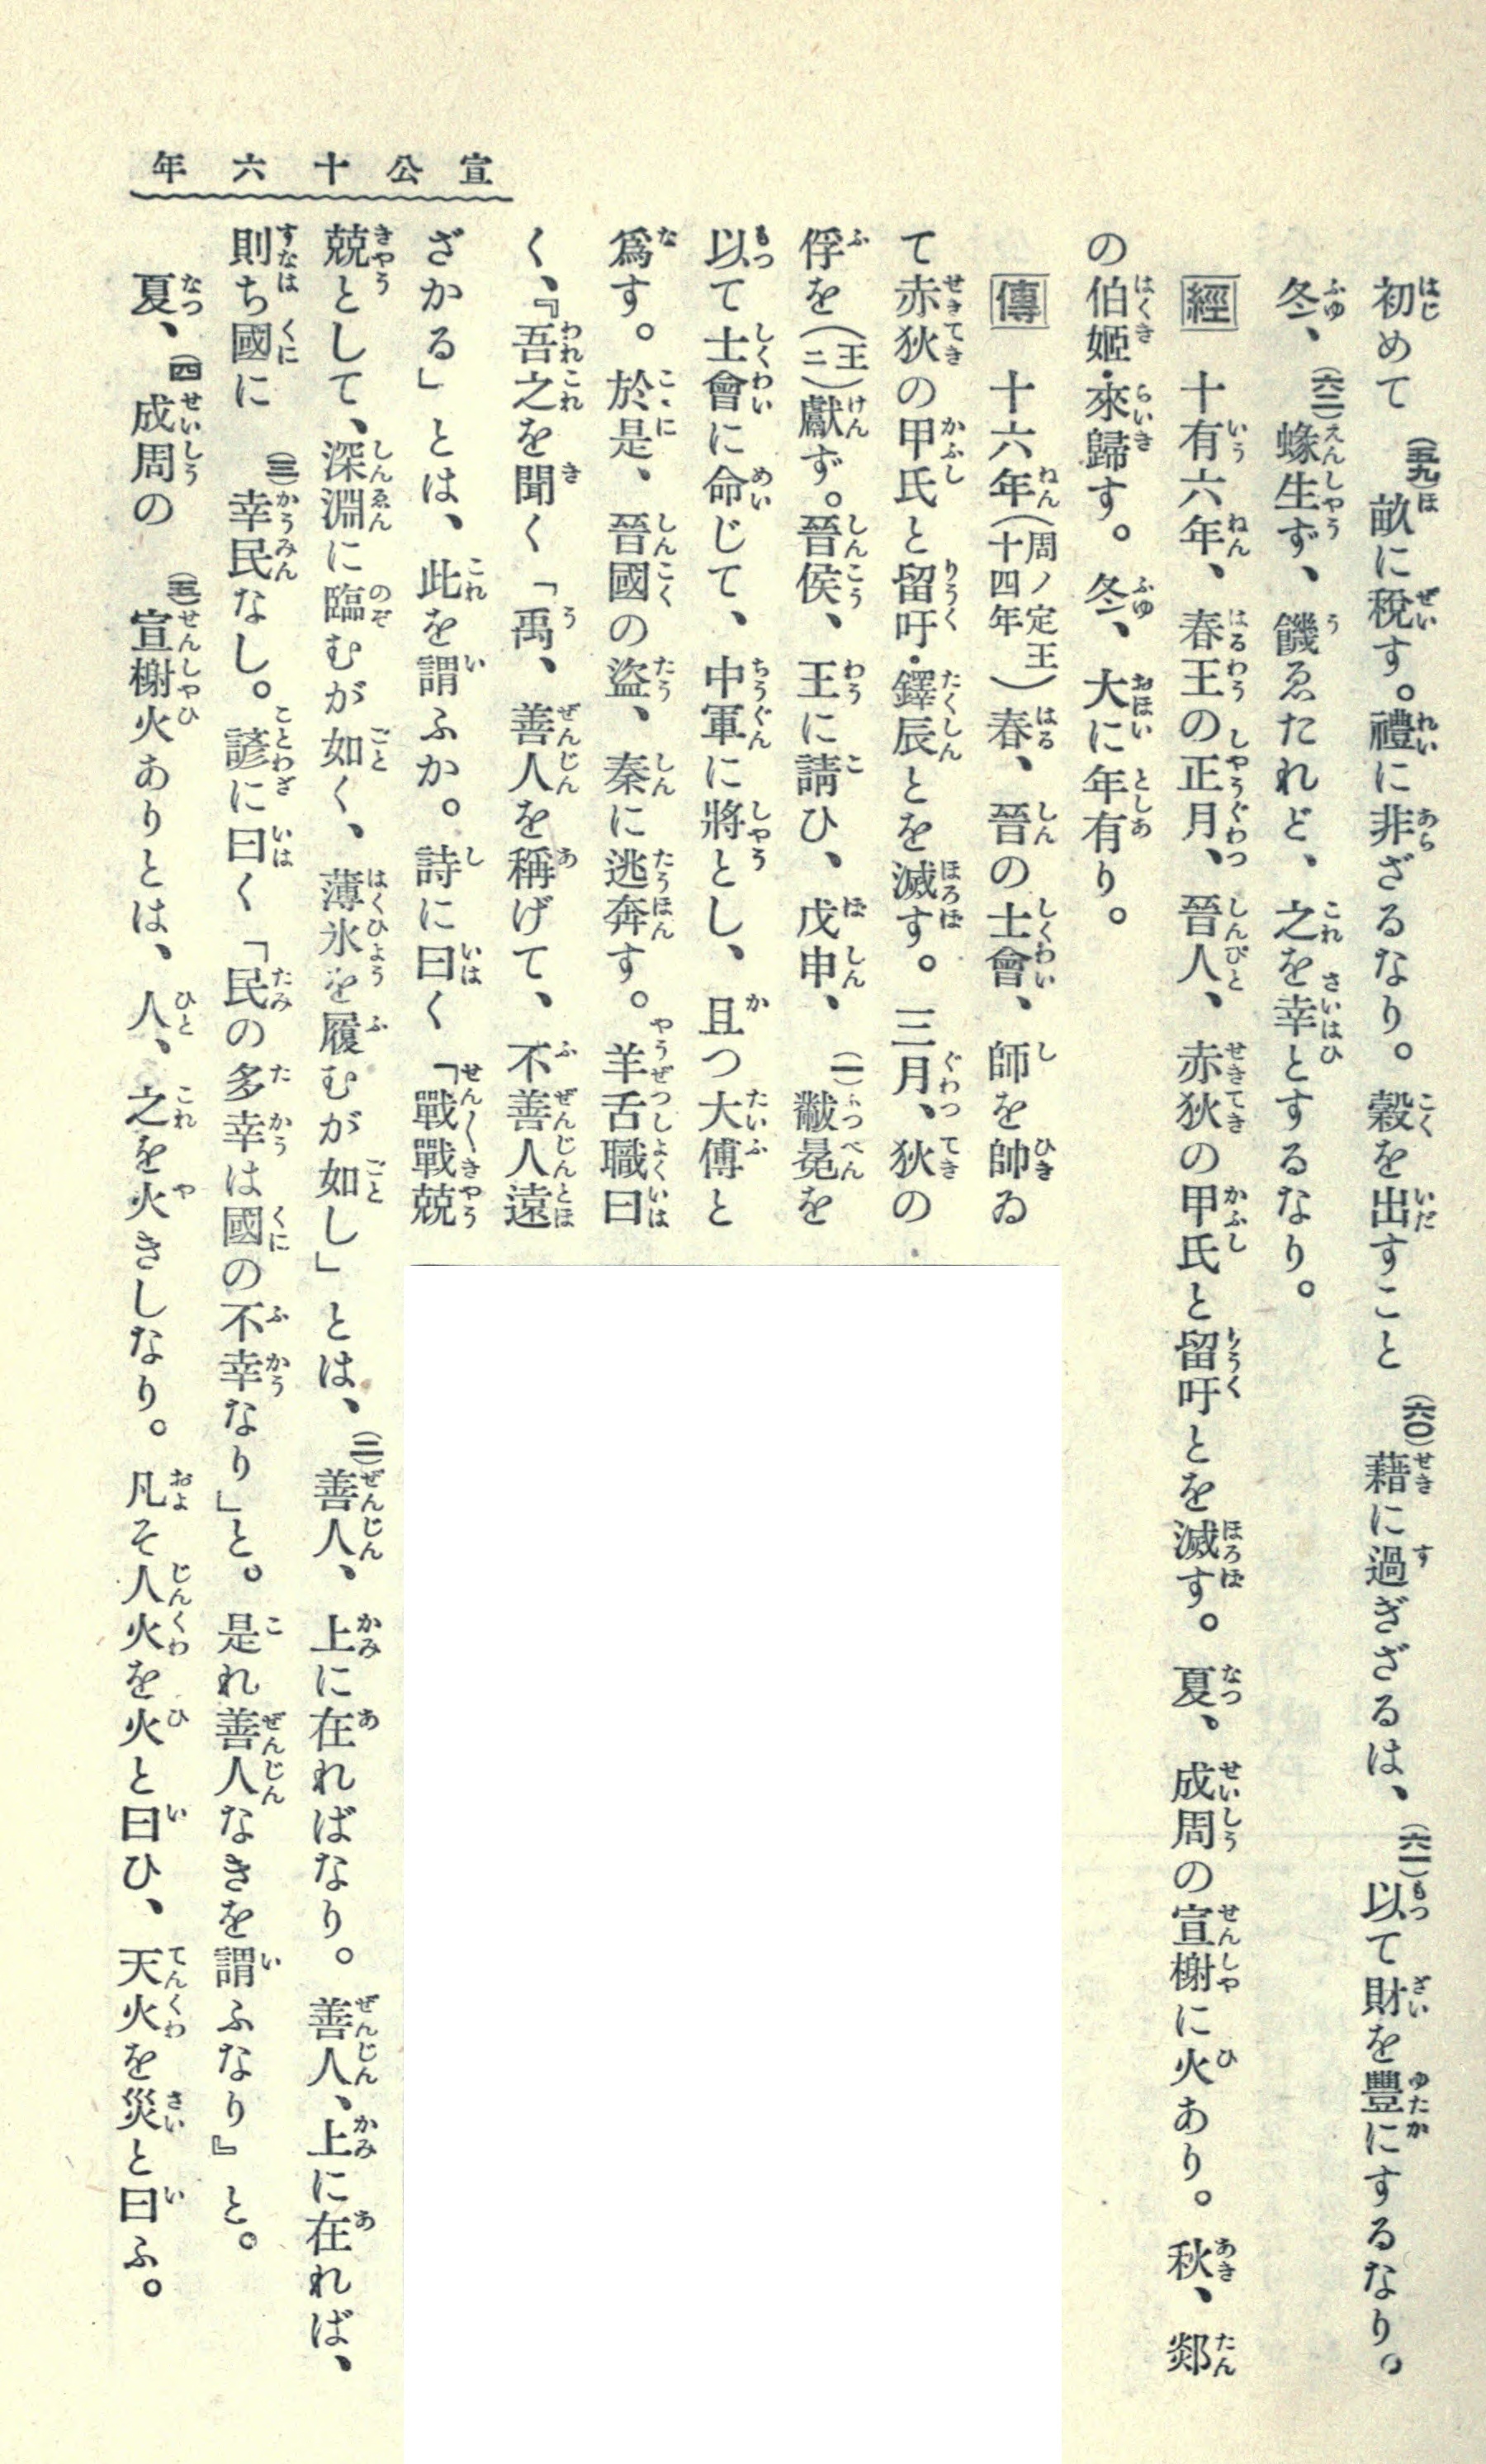 宣公十六年
初めて(五九)畝に稅す。禮に非ざるなり。穀を出すこと(六〇)藉に過ぎざるは、(六一)以て財を豐にするなり。
冬、(六二)蝝生ず、饑ゑたれど、之を幸とするなり。
經 十有六年、春王の正月、晉人、赤狄の甲氏と留吁とを滅す。夏、成周の宣榭に火あり。秋、郯
の伯姬・來歸す。冬、大に年有り。
傳 十六年(周ノ定王十四年)春、晉の士會、師を帥ゐ
て赤狄の甲氏と留吁・鐸辰とを滅す。三月、狄の
俘を(王ニ)獻ず。晉侯、王に請ひ、戊申、(一)黻冕を
以て士會に命じて、中軍に將とし、且つ大傅と
爲す。於是、晉國の盜、秦に逃奔す。羊舌職曰
く、『吾之を聞く「禹、善人を稱げて、不善人遠
ざかる」とは、此を謂ふか。詩に曰く「戰戰兢
兢として、深淵に臨むが如く、薄氷を履むが如し」とは、(二)善人、上に在ればなり。善人、上に在れば、
則ち國に(三)幸民なし。諺に曰く「民の多幸は國の不幸なり」と。是れ善人なきを謂ふなり』と。
夏、(四)成周の(五)宣榭火ありとは、人、之を火きしなり。凡そ人火を火と曰ひ、天火を災と曰ふ。